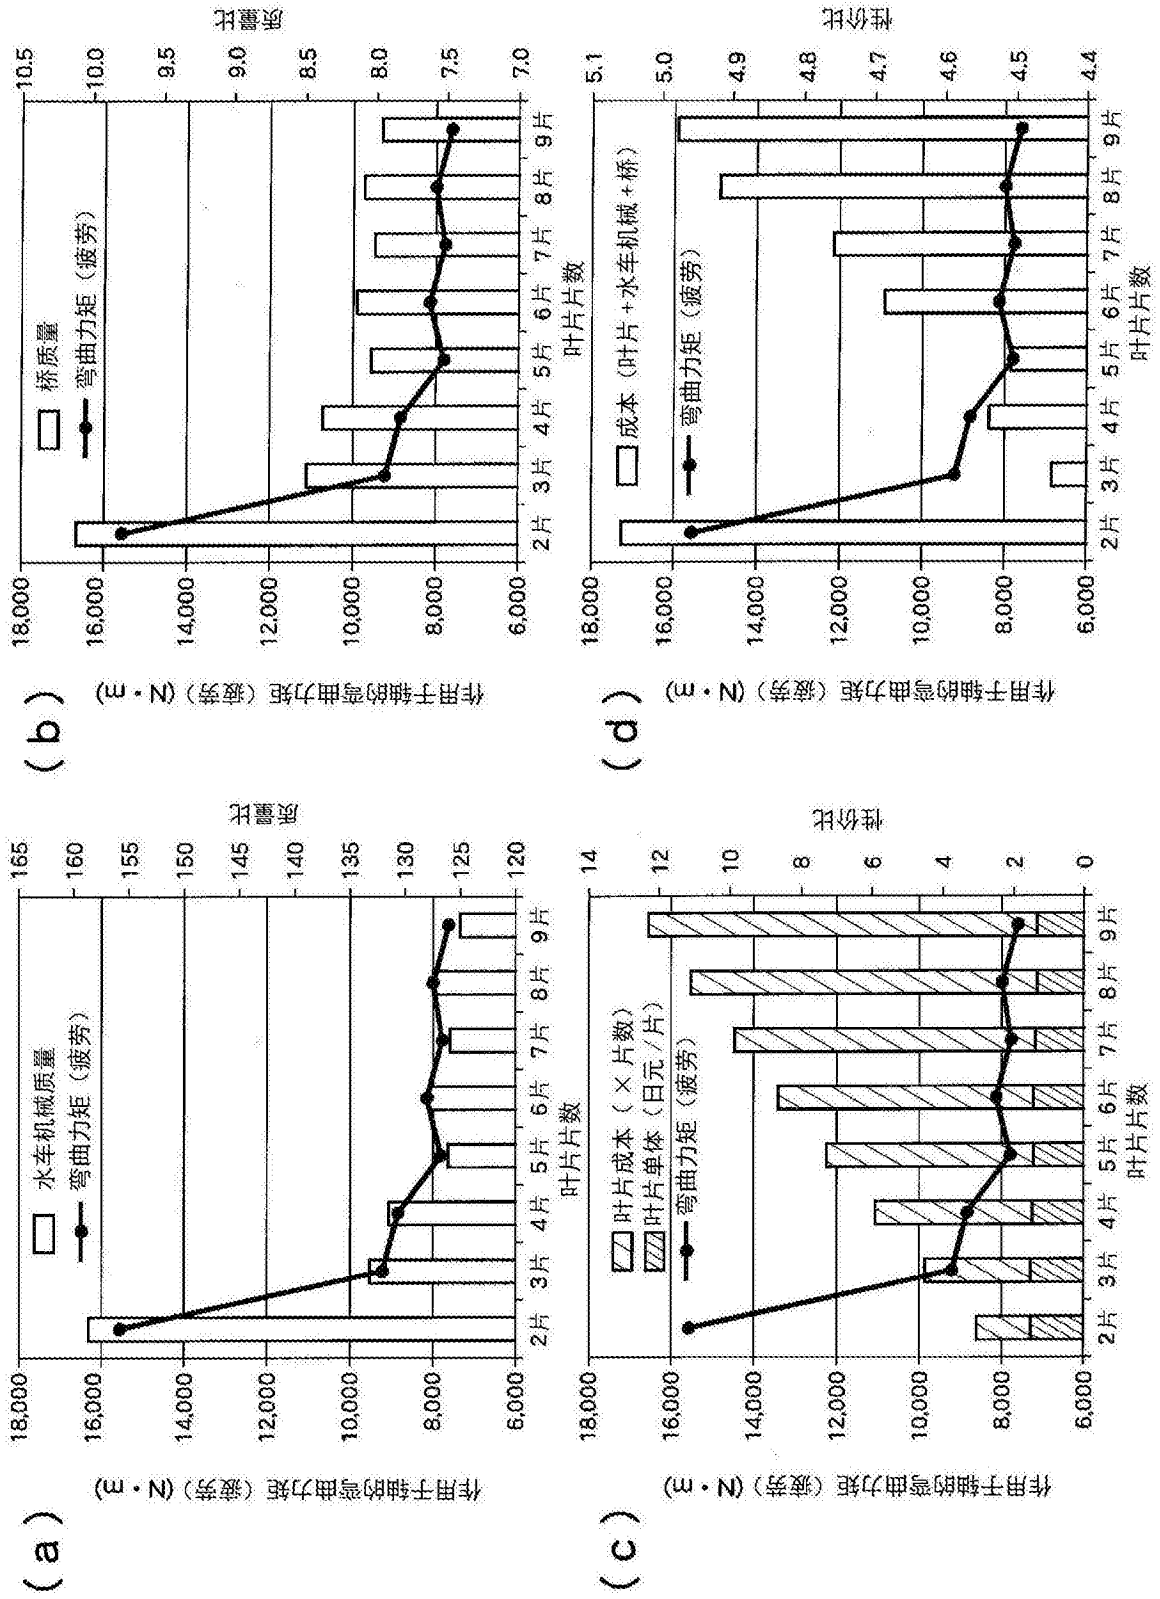 (a)
作用于轴的弯曲力矩（疲劳）(N・m)
18,000
16,000
14,000
12,000
10,000
8,000
6,000
水车机械质量
弯曲力矩（疲劳）
165
160
155
150
145
140
135
130
125
120
质量比
2片 3片 4片 5片 6片 7片 8片 9片
叶片片数
(b)
作用于轴的弯曲力矩（疲劳）(N・m)
18,000
16,000
14,000
12,000
10,000
8,000
6,000
桥质量
弯曲力矩（疲劳）
10.5
10.0
9.5
9.0
8.5
8.0
7.5
7.0
质量比
2片 3片 4片 5片 6片 7片 8片 9片
叶片片数
(c)
作用于轴的弯曲力矩（疲劳）(N・m)
18,000
16,000
14,000
12,000
10,000
8,000
6,000
叶片成本（×片数）
叶片单体（日元/片）
弯曲力矩（疲劳）
14
12
10
8
6
4
2
0
性价比
2片 3片 4片 5片 6片 7片 8片 9片
叶片片数
(d)
作用于轴的弯曲力矩（疲劳）(N・m)
18,000
16,000
14,000
12,000
10,000
8,000
6,000
成本（叶片+水车机械+桥）
弯曲力矩（疲劳）
5.1
5.0
4.9
4.8
4.7
4.6
4.5
4.4
性价比
2片 3片 4片 5片 6片 7片 8片 9片
叶片片数